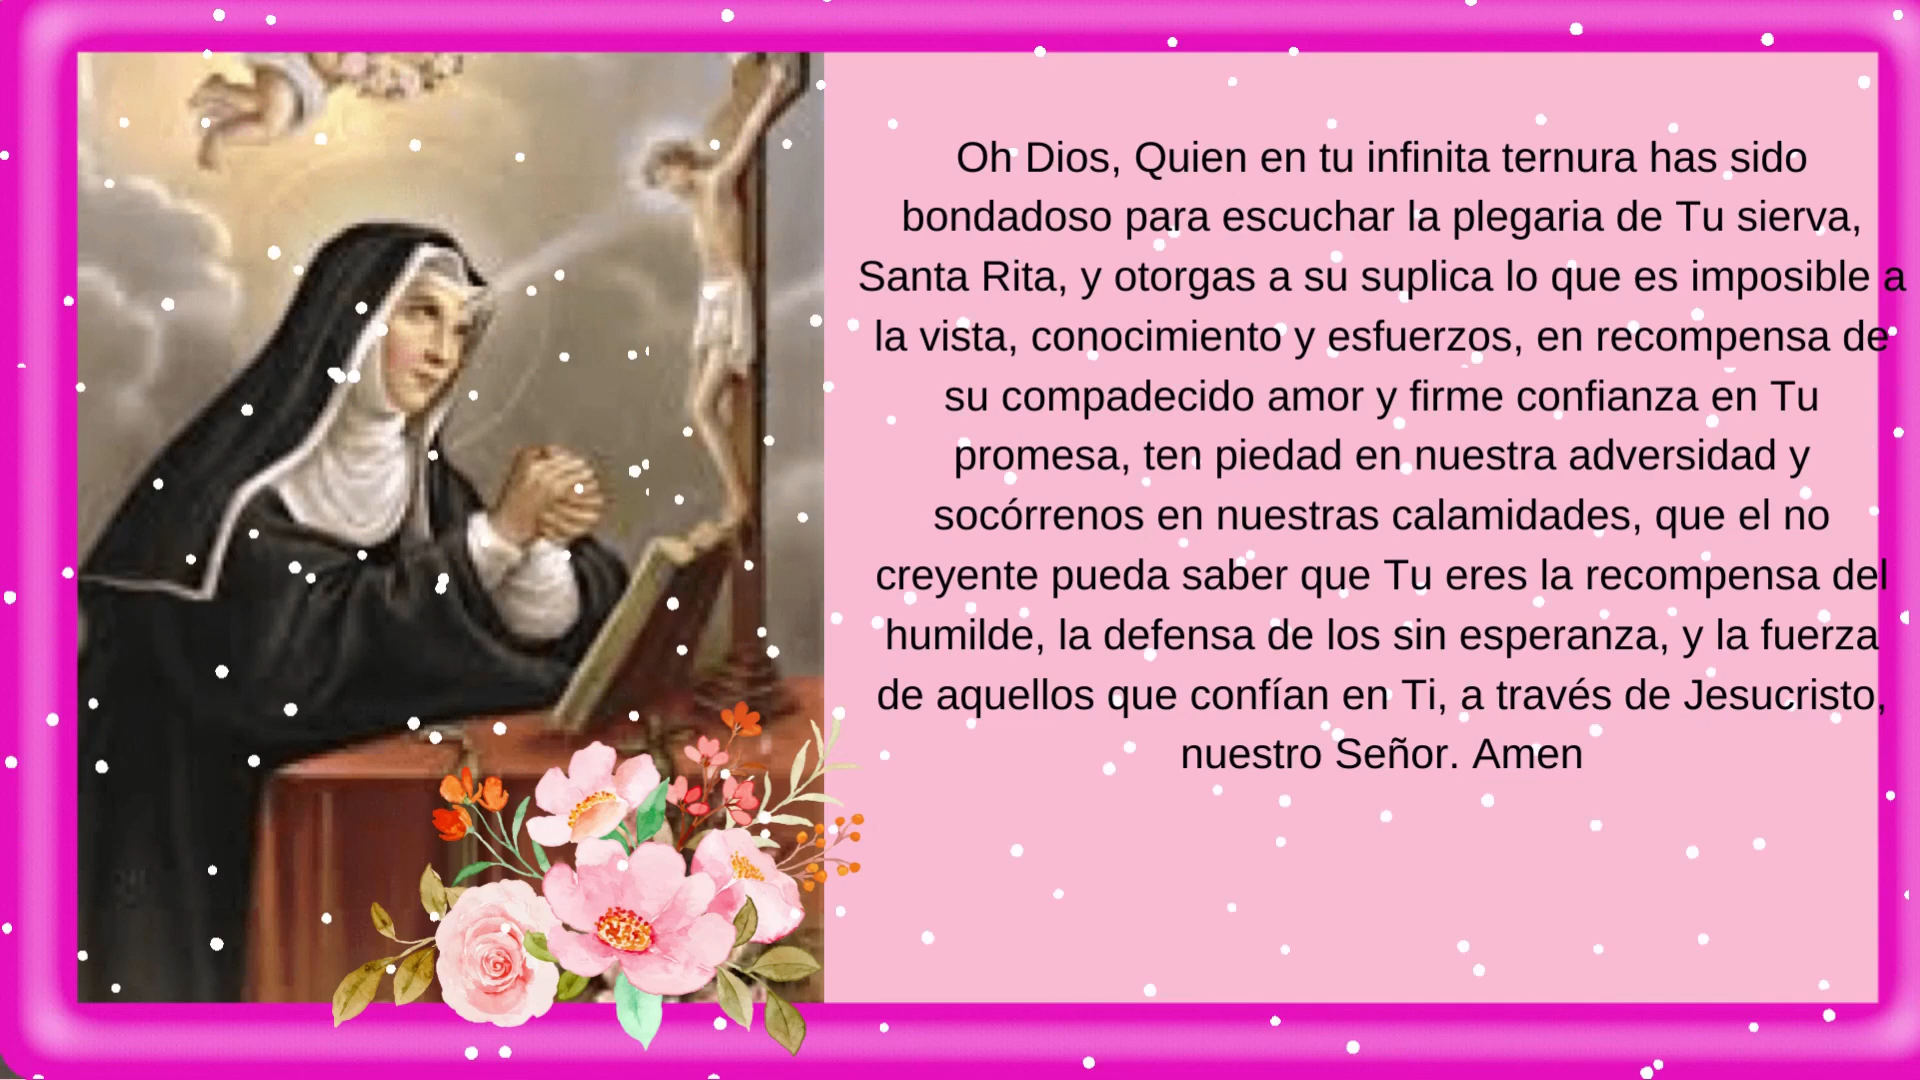 Oh Dios, Quien en tu infinita ternura has sido
bondadoso para escuchar la plegaria de Tu sierva,
Santa Rita, y otorgas a su suplica lo que es imposible a
la vista, conocimiento y esfuerzos, en recompensa de
su compadecido amor y firme confianza en Tu
promesa, ten piedad en nuestra adversidad y
socórrenos en nuestras calamidades, que el no
creyente pueda saber que Tu eres la recompensa del
humilde, la defensa de los sin esperanza, y la fuerza
de aquellos que confían en Ti, a través de Jesucristo,
nuestro Señor. Amen